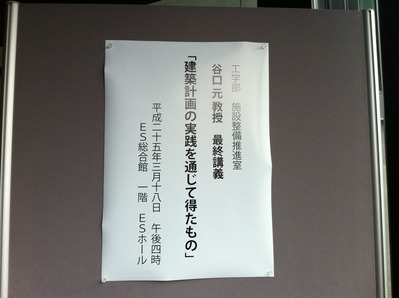 工学部 施設整備推進室
谷口 元 教授 最終講義
「建築計画の実践を通じて得たもの」
平成二十五年三月十八日 午後四時
ES総合館 一階 ESホール